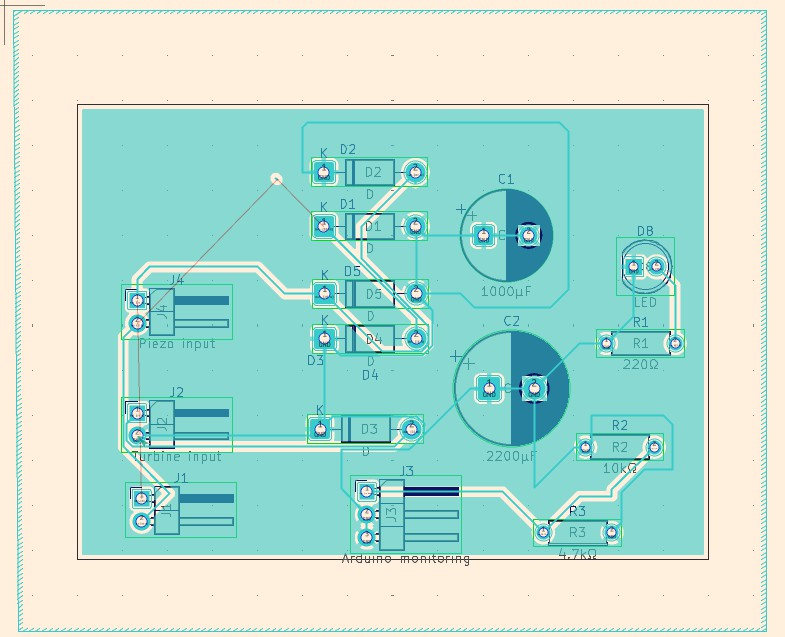 K
D2
D2
D
K
D1
D1
D
C1
C
1000µF
DB
LED
K
D5
D5
D
J4
J4
Piezo input
K
D4
D3
D4
C2
C
2200µF
R1
R1
220Ω
J2
J2
Turbine input
K
D3
D
R2
R2
10kΩ
J1
J1
J3
J3
Arduino monitoring
R3
R3
4.7kΩ